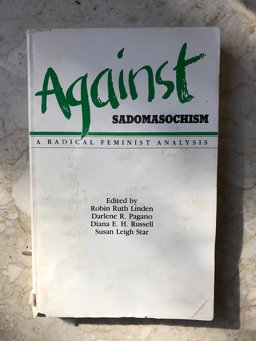 Against
SADOMASOCHISM
A RADICAL FEMINIST ANALYSIS
Edited by
Robin Ruth Linden
Darlene R. Pagano
Diana E. H. Russell
Susan Leigh Star